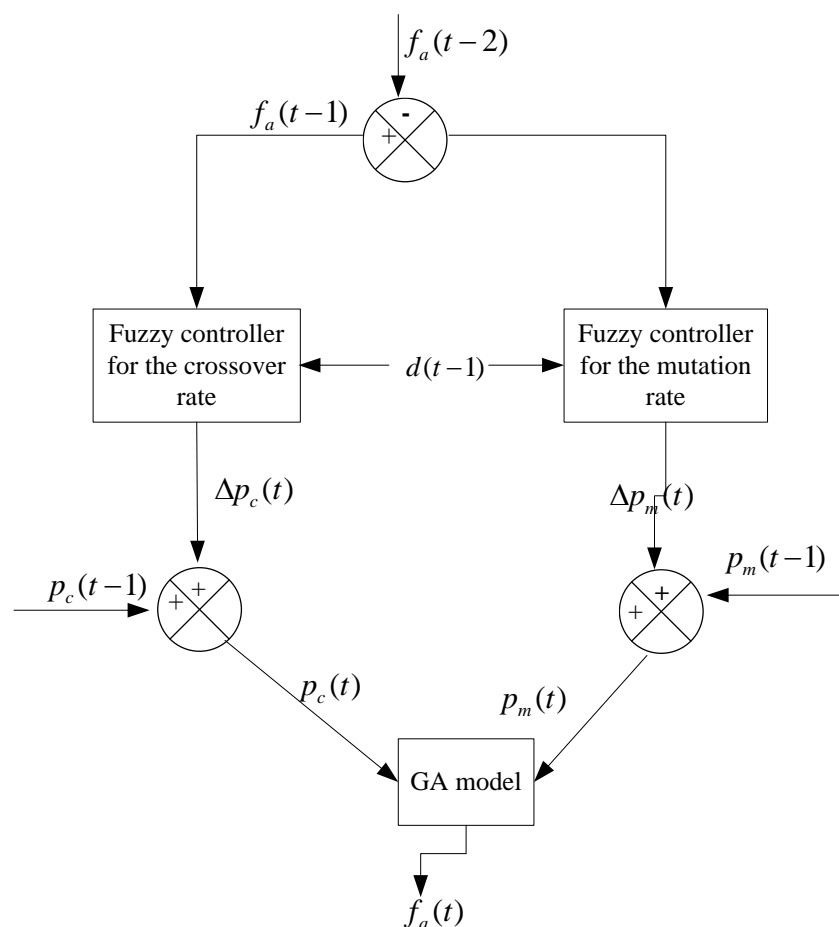 f_a(t−2)
f_a(t−1)
-
+
Fuzzy controller
for the crossover
rate
d(t−1)
Fuzzy controller
for the mutation
rate
Δp_c(t)
Δp_m(t)
p_c(t−1)
+ +
+
+
p_m(t−1)
p_c(t)
p_m(t)
GA model
f_a(t)